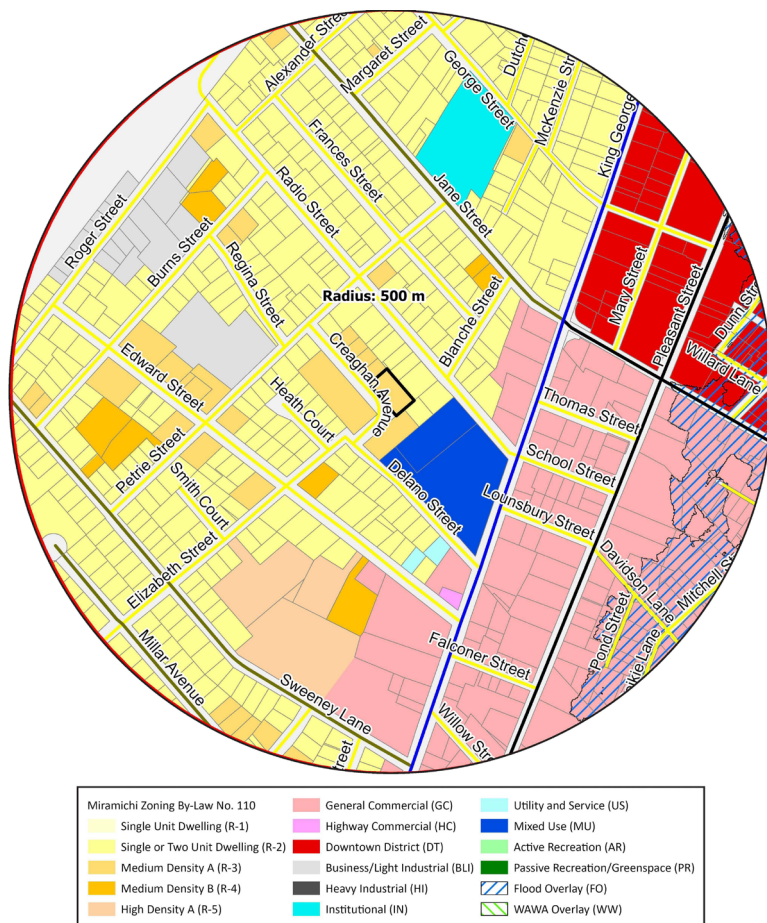 Alexander Street
Margaret Street
George Street
Dutch
McKenzie Str
King George
Frances Street
Radio Street
Jane Street
Roger Street
Burns Street
Regina Street
Radius: 500 m
Blanche Street
Mary Street
Pleasant Street
Dunn Stre
Willard Lane
Edward Street
Creaghan Avenue
Heath Court
Thomas Street
School Street
Petrie Street
Smith Court
Delano Street
Lounsbury Street
Elizabeth Street
Davidson Lane
Mitchell St
Pond Street
eikie Lane
Falconer Street
Millar Avenue
Sweeney Lane
Willow Stre
Street
Miramichi Zoning By-Law No. 110
Single Unit Dwelling (R-1)
Single or Two Unit Dwelling (R-2)
Medium Density A (R-3)
Medium Density B (R-4)
High Density A (R-5)
General Commercial (GC)
Highway Commercial (HC)
Downtown District (DT)
Business/Light Industrial (BLI)
Heavy Industrial (HI)
Institutional (IN)
Utility and Service (US)
Mixed Use (MU)
Active Recreation (AR)
Passive Recreation/Greenspace (PR)
Flood Overlay (FO)
WAWA Overlay (WW)